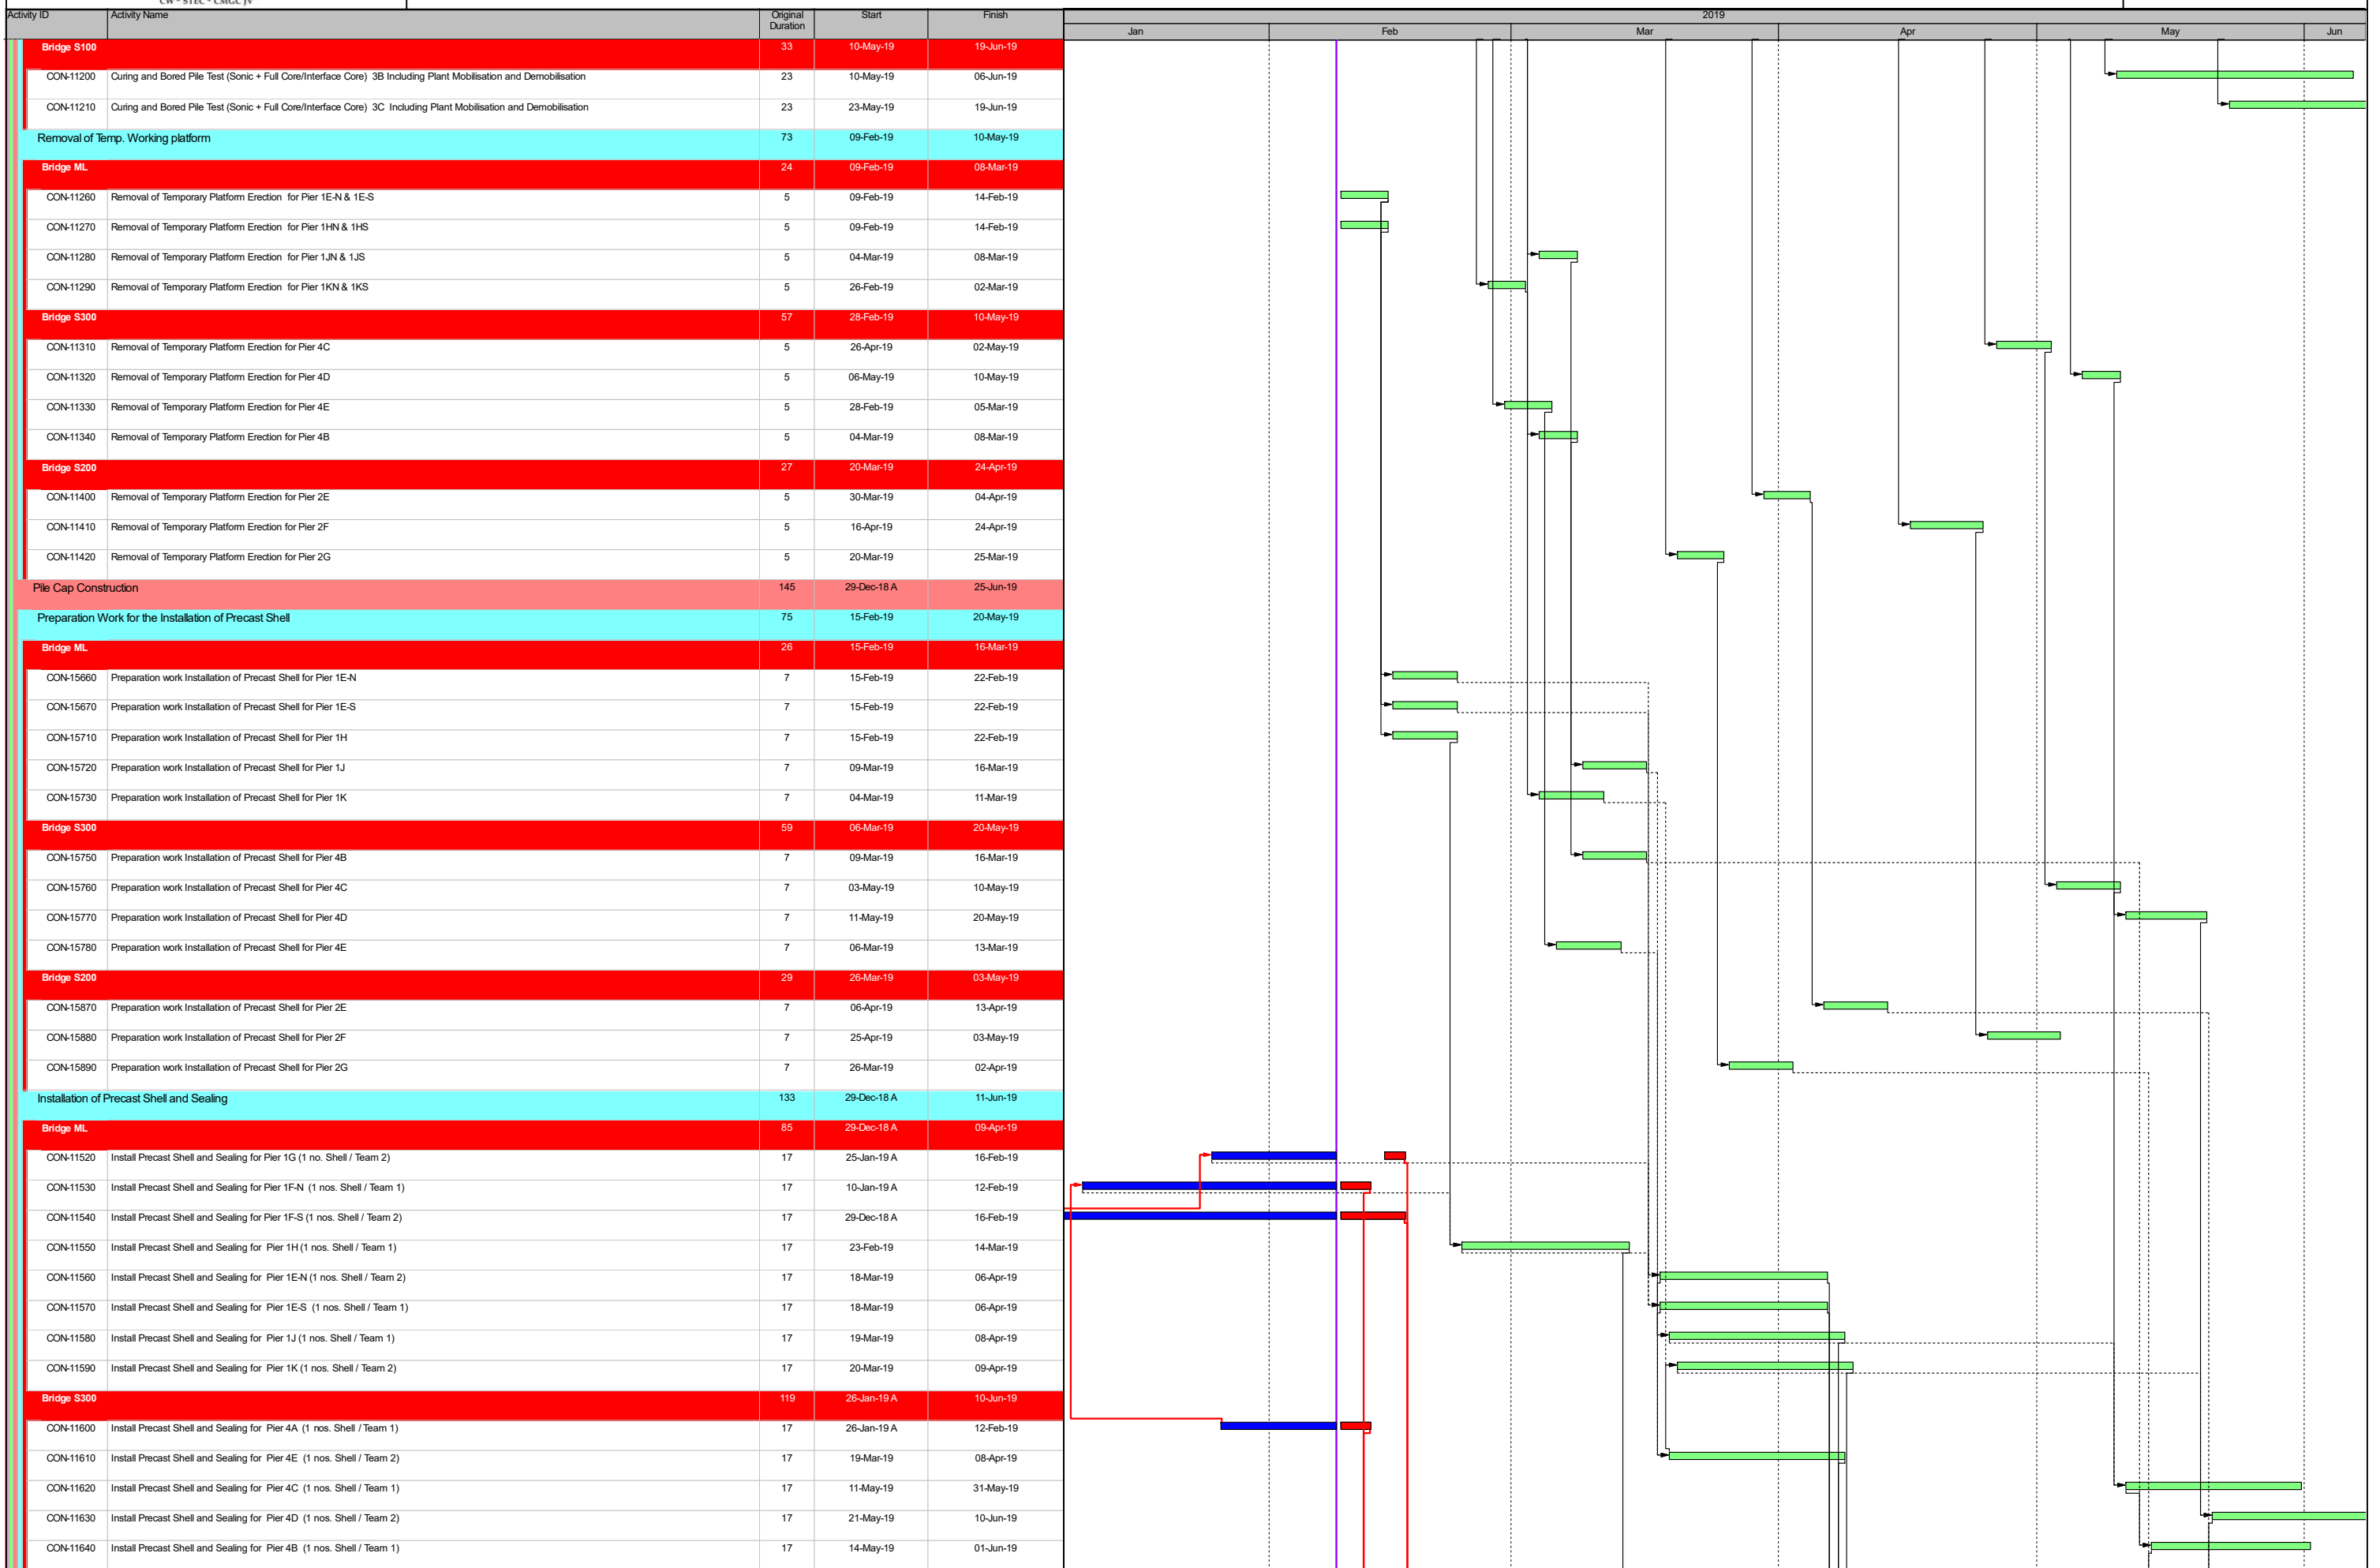 CW - STEC - CMGC JV
Activity ID Activity Name Original Duration Start Finish 2019
Jan Feb Mar Apr May Jun
Bridge S100 33 10-May-19 19-Jun-19
CON-11200 Curing and Bored Pile Test (Sonic + Full Core/Interface Core) 3B Including Plant Mobilisation and Demobilisation 23 10-May-19 06-Jun-19
CON-11210 Curing and Bored Pile Test (Sonic + Full Core/Interface Core) 3C Including Plant Mobilisation and Demobilisation 23 23-May-19 19-Jun-19
Removal of Temp. Working platform 73 09-Feb-19 10-May-19
Bridge ML 24 09-Feb-19 08-Mar-19
CON-11260 Removal of Temporary Platform Erection for Pier 1E-N & 1E-S 5 09-Feb-19 14-Feb-19
CON-11270 Removal of Temporary Platform Erection for Pier 1HN & 1HS 5 09-Feb-19 14-Feb-19
CON-11280 Removal of Temporary Platform Erection for Pier 1JN & 1JS 5 04-Mar-19 08-Mar-19
CON-11290 Removal of Temporary Platform Erection for Pier 1KN & 1KS 5 26-Feb-19 02-Mar-19
Bridge S300 57 28-Feb-19 10-May-19
CON-11310 Removal of Temporary Platform Erection for Pier 4C 5 26-Apr-19 02-May-19
CON-11320 Removal of Temporary Platform Erection for Pier 4D 5 06-May-19 10-May-19
CON-11330 Removal of Temporary Platform Erection for Pier 4E 5 28-Feb-19 05-Mar-19
CON-11340 Removal of Temporary Platform Erection for Pier 4B 5 04-Mar-19 08-Mar-19
Bridge S200 27 20-Mar-19 24-Apr-19
CON-11400 Removal of Temporary Platform Erection for Pier 2E 5 30-Mar-19 04-Apr-19
CON-11410 Removal of Temporary Platform Erection for Pier 2F 5 16-Apr-19 24-Apr-19
CON-11420 Removal of Temporary Platform Erection for Pier 2G 5 20-Mar-19 25-Mar-19
Pile Cap Construction 145 29-Dec-18 A 25-Jun-19
Preparation Work for the Installation of Precast Shell 75 15-Feb-19 20-May-19
Bridge ML 26 15-Feb-19 16-Mar-19
CON-15660 Preparation work Installation of Precast Shell for Pier 1E-N 7 15-Feb-19 22-Feb-19
CON-15670 Preparation work Installation of Precast Shell for Pier 1E-S 7 15-Feb-19 22-Feb-19
CON-15710 Preparation work Installation of Precast Shell for Pier 1H 7 15-Feb-19 22-Feb-19
CON-15720 Preparation work Installation of Precast Shell for Pier 1J 7 09-Mar-19 16-Mar-19
CON-15730 Preparation work Installation of Precast Shell for Pier 1K 7 04-Mar-19 11-Mar-19
Bridge S300 59 06-Mar-19 20-May-19
CON-15750 Preparation work Installation of Precast Shell for Pier 4B 7 09-Mar-19 16-Mar-19
CON-15760 Preparation work Installation of Precast Shell for Pier 4C 7 03-May-19 10-May-19
CON-15770 Preparation work Installation of Precast Shell for Pier 4D 7 11-May-19 20-May-19
CON-15780 Preparation work Installation of Precast Shell for Pier 4E 7 06-Mar-19 13-Mar-19
Bridge S200 29 26-Mar-19 03-May-19
CON-15870 Preparation work Installation of Precast Shell for Pier 2E 7 06-Apr-19 13-Apr-19
CON-15880 Preparation work Installation of Precast Shell for Pier 2F 7 25-Apr-19 03-May-19
CON-15890 Preparation work Installation of Precast Shell for Pier 2G 7 26-Mar-19 02-Apr-19
Installation of Precast Shell and Sealing 133 29-Dec-18 A 11-Jun-19
Bridge ML 85 29-Dec-18 A 09-Apr-19
CON-11520 Install Precast Shell and Sealing for Pier 1G (1 no. Shell / Team 2) 17 25-Jan-19 A 16-Feb-19
CON-11530 Install Precast Shell and Sealing for Pier 1F-N (1 nos. Shell / Team 1) 17 10-Jan-19 A 12-Feb-19
CON-11540 Install Precast Shell and Sealing for Pier 1F-S (1 nos. Shell / Team 2) 17 29-Dec-18 A 16-Feb-19
CON-11550 Install Precast Shell and Sealing for Pier 1H (1 nos. Shell / Team 1) 17 23-Feb-19 14-Mar-19
CON-11560 Install Precast Shell and Sealing for Pier 1E-N (1 nos. Shell / Team 2) 17 18-Mar-19 06-Apr-19
CON-11570 Install Precast Shell and Sealing for Pier 1E-S (1 nos. Shell / Team 1) 17 18-Mar-19 06-Apr-19
CON-11580 Install Precast Shell and Sealing for Pier 1J (1 nos. Shell / Team 1) 17 19-Mar-19 08-Apr-19
CON-11590 Install Precast Shell and Sealing for Pier 1K (1 nos. Shell / Team 2) 17 20-Mar-19 09-Apr-19
Bridge S300 119 26-Jan-19 A 10-Jun-19
CON-11600 Install Precast Shell and Sealing for Pier 4A (1 nos. Shell / Team 1) 17 26-Jan-19 A 12-Feb-19
CON-11610 Install Precast Shell and Sealing for Pier 4E (1 nos. Shell / Team 2) 17 19-Mar-19 08-Apr-19
CON-11620 Install Precast Shell and Sealing for Pier 4C (1 nos. Shell / Team 1) 17 11-May-19 31-May-19
CON-11630 Install Precast Shell and Sealing for Pier 4D (1 nos. Shell / Team 2) 17 21-May-19 10-Jun-19
CON-11640 Install Precast Shell and Sealing for Pier 4B (1 nos. Shell / Team 1) 17 14-May-19 01-Jun-19